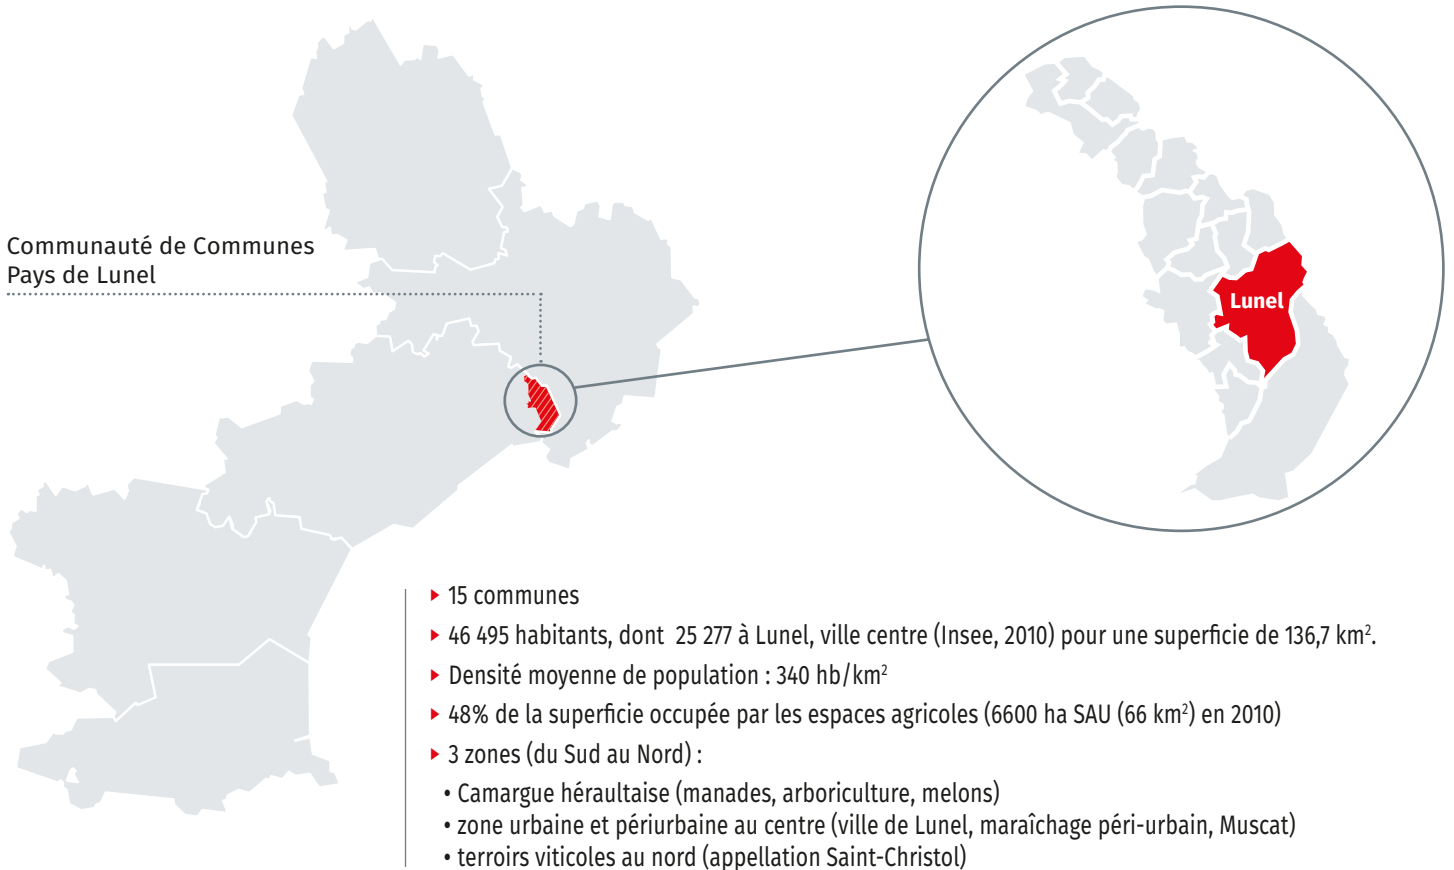 Communauté de Communes
Pays de Lunel
Lunel
▸ 15 communes
▸ 46 495 habitants, dont 25 277 à Lunel, ville centre (Insee, 2010) pour une superficie de 136,7 km².
▸ Densité moyenne de population : 340 hb/km²
▸ 48% de la superficie occupée par les espaces agricoles (6600 ha SAU (66 km²) en 2010)
▸ 3 zones (du Sud au Nord) :
• Camargue héraultaise (manades, arboriculture, melons)
• zone urbaine et périurbaine au centre (ville de Lunel, maraîchage péri-urbain, Muscat)
• terroirs viticoles au nord (appellation Saint-Christol)